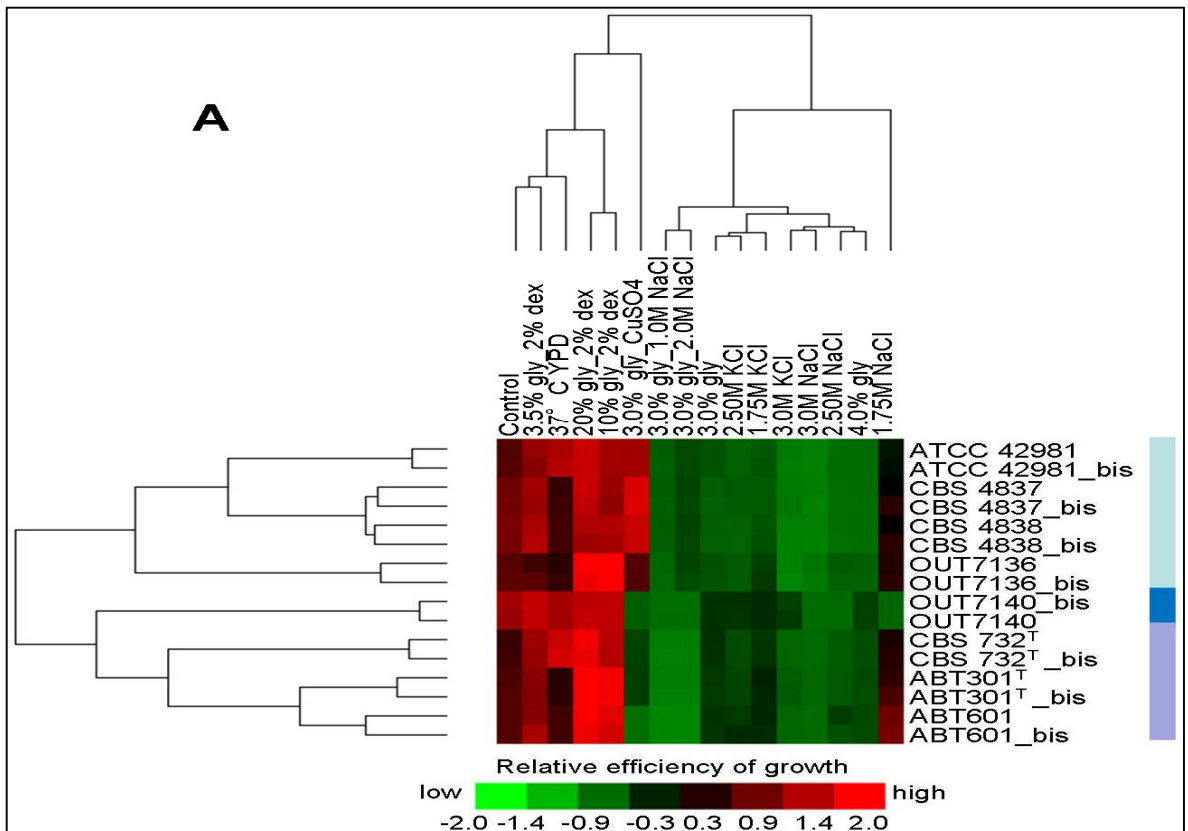 A
Control
3.5% gly_2% dex
37° C YPD
20% gly_2% dex
10% gly_2% dex
3.0% gly_CuSO4
3.0% gly_1.0M NaCl
3.0% gly_2.0M NaCl
3.0% gly
2.50M KCl
1.75M KCl
3.0M KCl
3.0M NaCl
2.50M NaCl
4.0% gly
1.75M NaCl
ATCC 42981
ATCC 42981_bis
CBS 4837
CBS 4837_bis
CBS 4838
CBS 4838_bis
OUT7136
OUT7136_bis
OUT7140_bis
OUT7140
CBS 732ᵀ
CBS 732ᵀ_bis
ABT301ᵀ
ABT301ᵀ_bis
ABT601
ABT601_bis
Relative efficiency of growth
low high
-2.0 -1.4 -0.9 -0.3 0.3 0.9 1.4 2.0